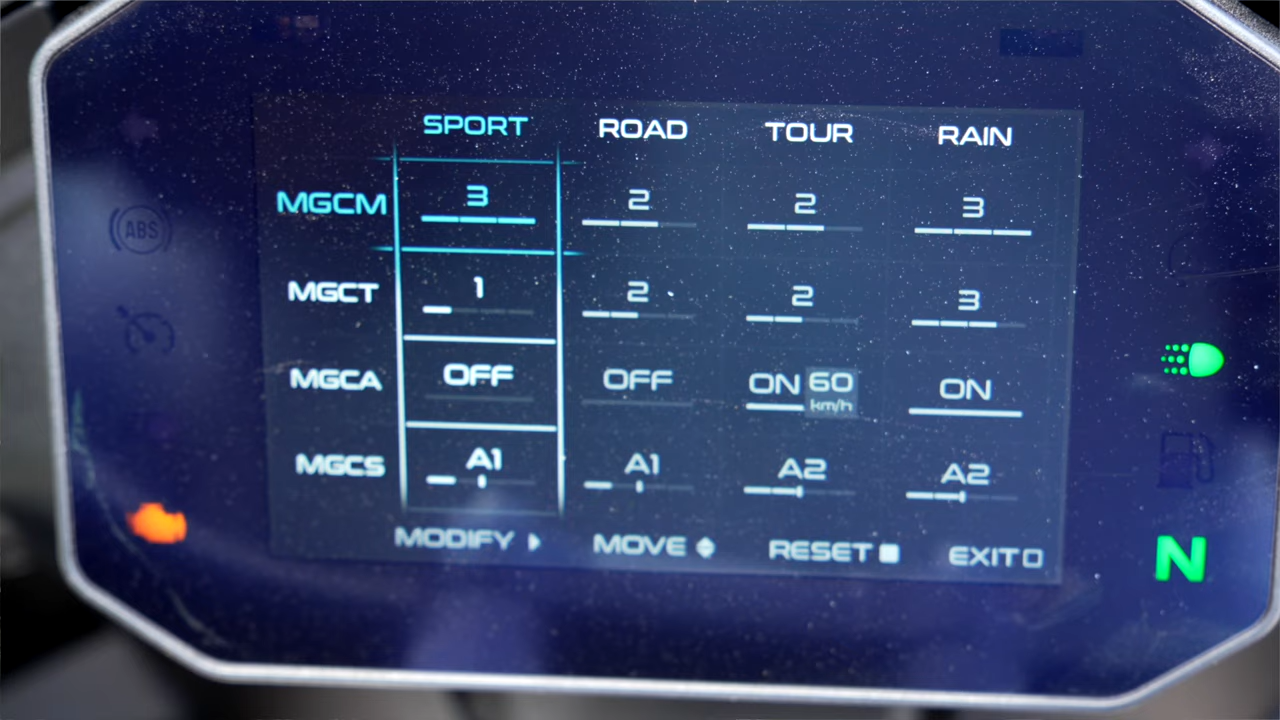 SPORT ROAD TOUR RAIN
MGCM 3 2 2 3
MGCT 1 2 2 3
MGCA OFF OFF ON 60 km/h ON
MGCS A1 A1 A2 A2
MODIFY MOVE RESET EXIT
ABS
N